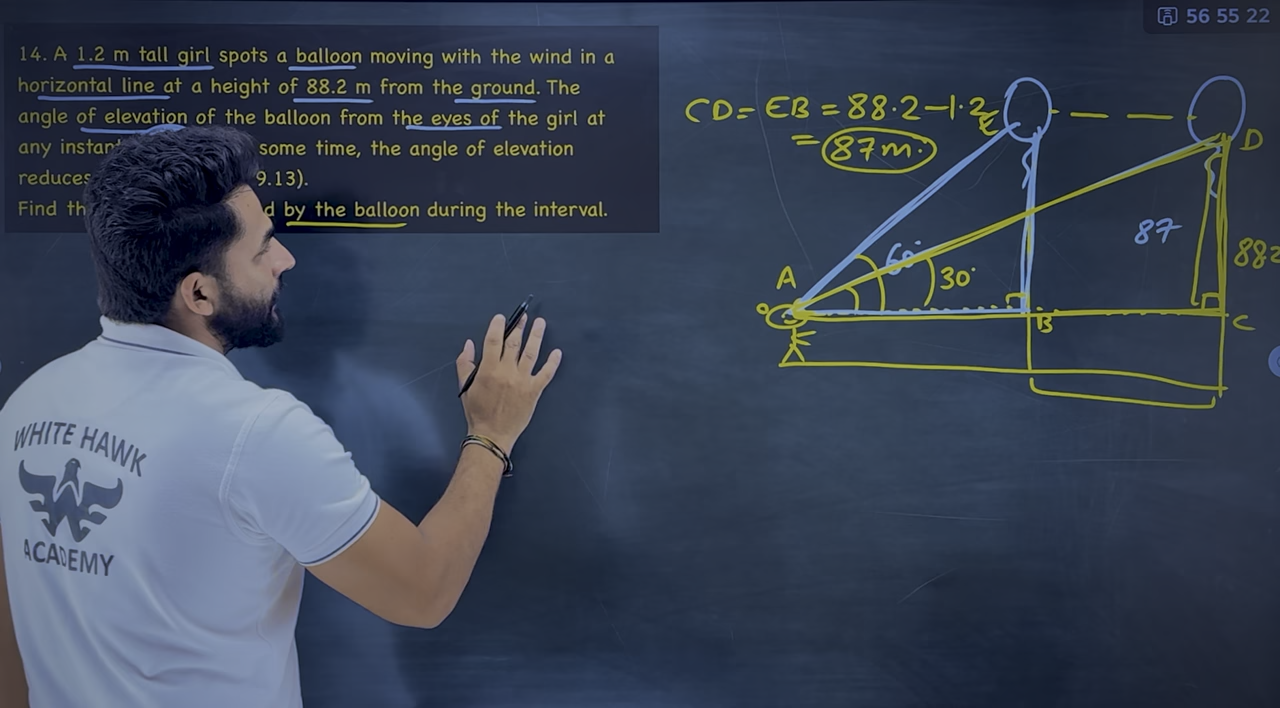 56 55 22
14. A 1.2 m tall girl spots a balloon moving with the wind in a
horizontal line at a height of 88.2 m from the ground. The
angle of elevation of the balloon from the eyes of the girl at
any instant some time, the angle of elevation
reduces 9.13).
Find by the balloon during the interval.
CD = EB = 88.2 - 1.2
= 87m.
E
D
87
88.2
A
60°
30°
B
C
WHITE HAWK
ACADEMY